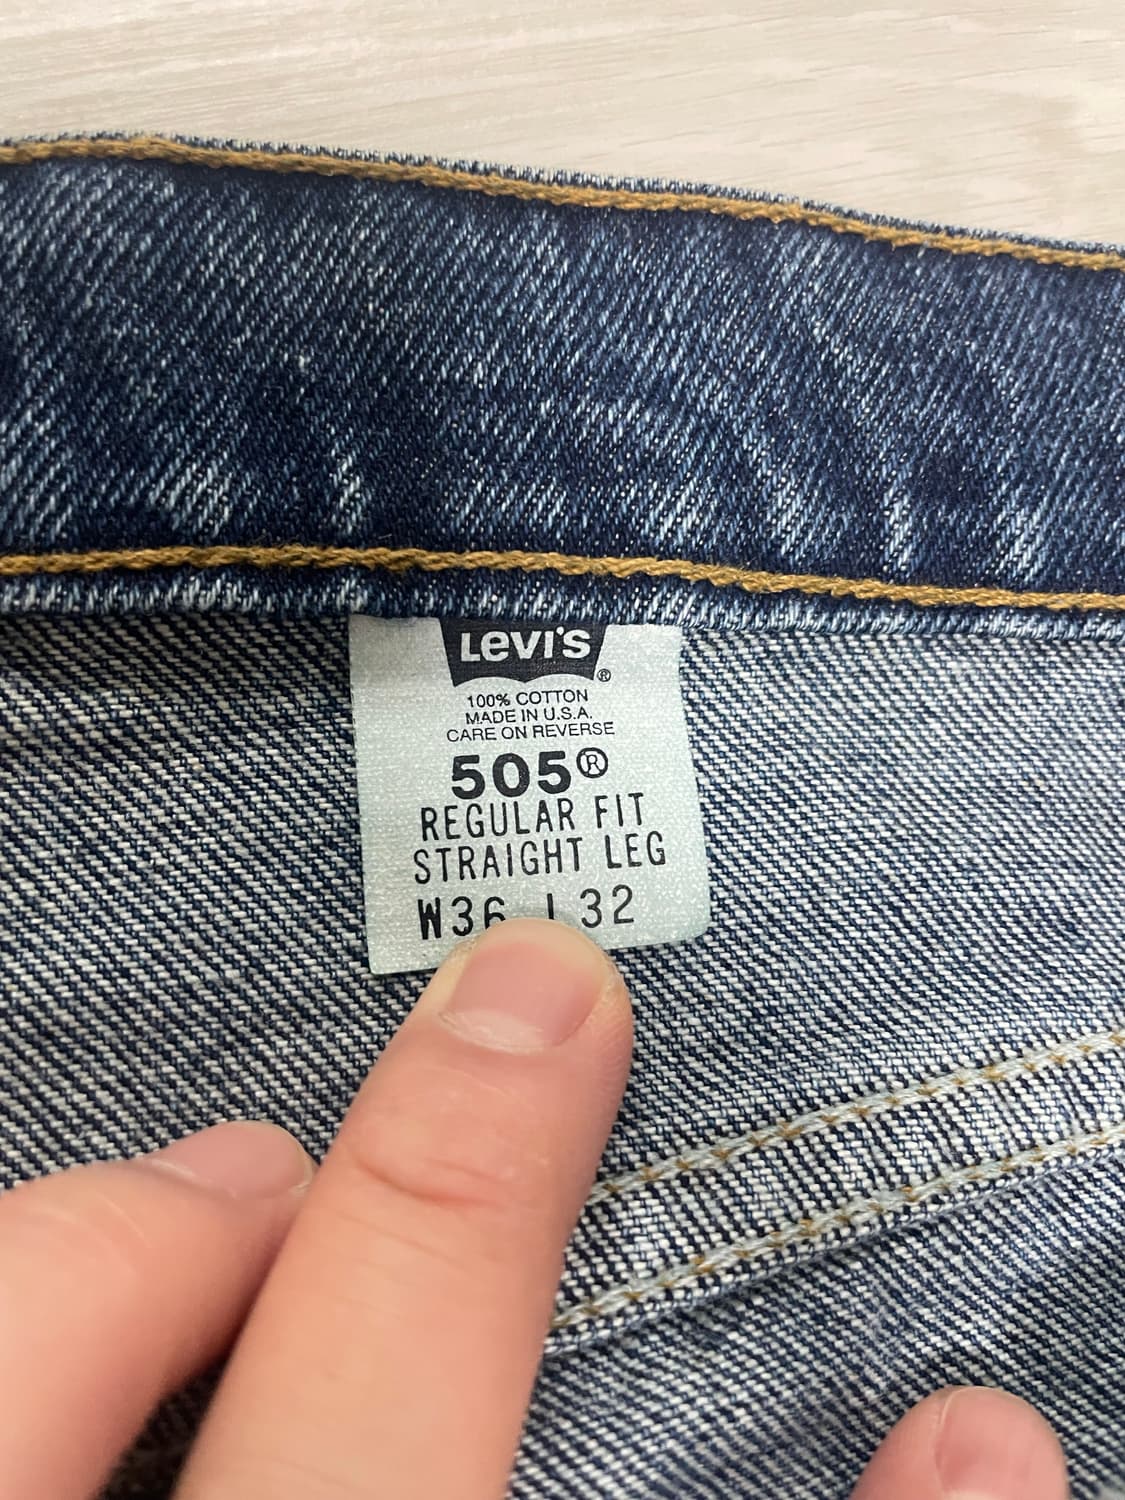 Levi's®
100% COTTON
MADE IN U.S.A.
CARE ON REVERSE
505®
REGULAR FIT
STRAIGHT LEG
W36 L32